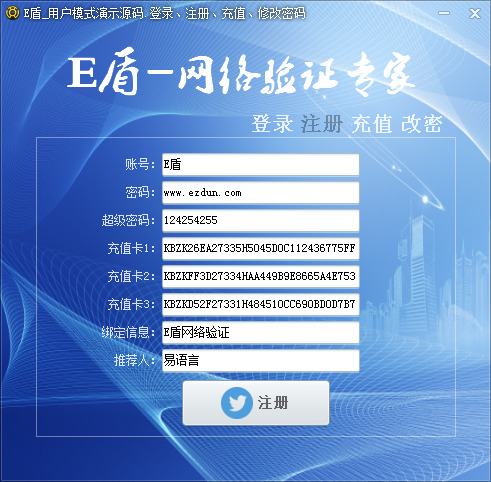 E盾_用户模式演示源码.登录、注册、充值、修改密码
E盾-网络验证专家
登录 注册 充值 改密
账号: E盾
密码: www.ezdun.com
超级密码: 124254255
充值卡1: KBZK26EA27335H5045D0C112436775FF
充值卡2: KBZKFF3D27334HAA449B9E8665A4E753
充值卡3: KBZKD52F27331H484510CC690BD0D7B7
绑定信息: E盾网络验证
推荐人: 易语言
注册